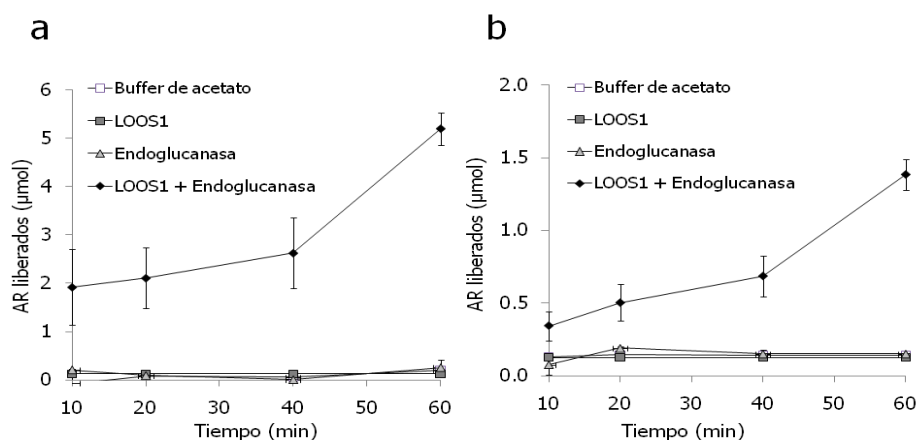 a
AR liberados (µmol)
6
5
4
3
2
1
0
Buffer de acetato
LOOS1
Endoglucanasa
LOOS1 + Endoglucanasa
10 20 30 40 50 60
Tiempo (min)
b
AR liberados (µmol)
2.0
1.5
1.0
0.5
0.0
Buffer de acetato
LOOS1
Endoglucanasa
LOOS1 + Endoglucanasa
10 20 30 40 50 60
Tiempo (min)